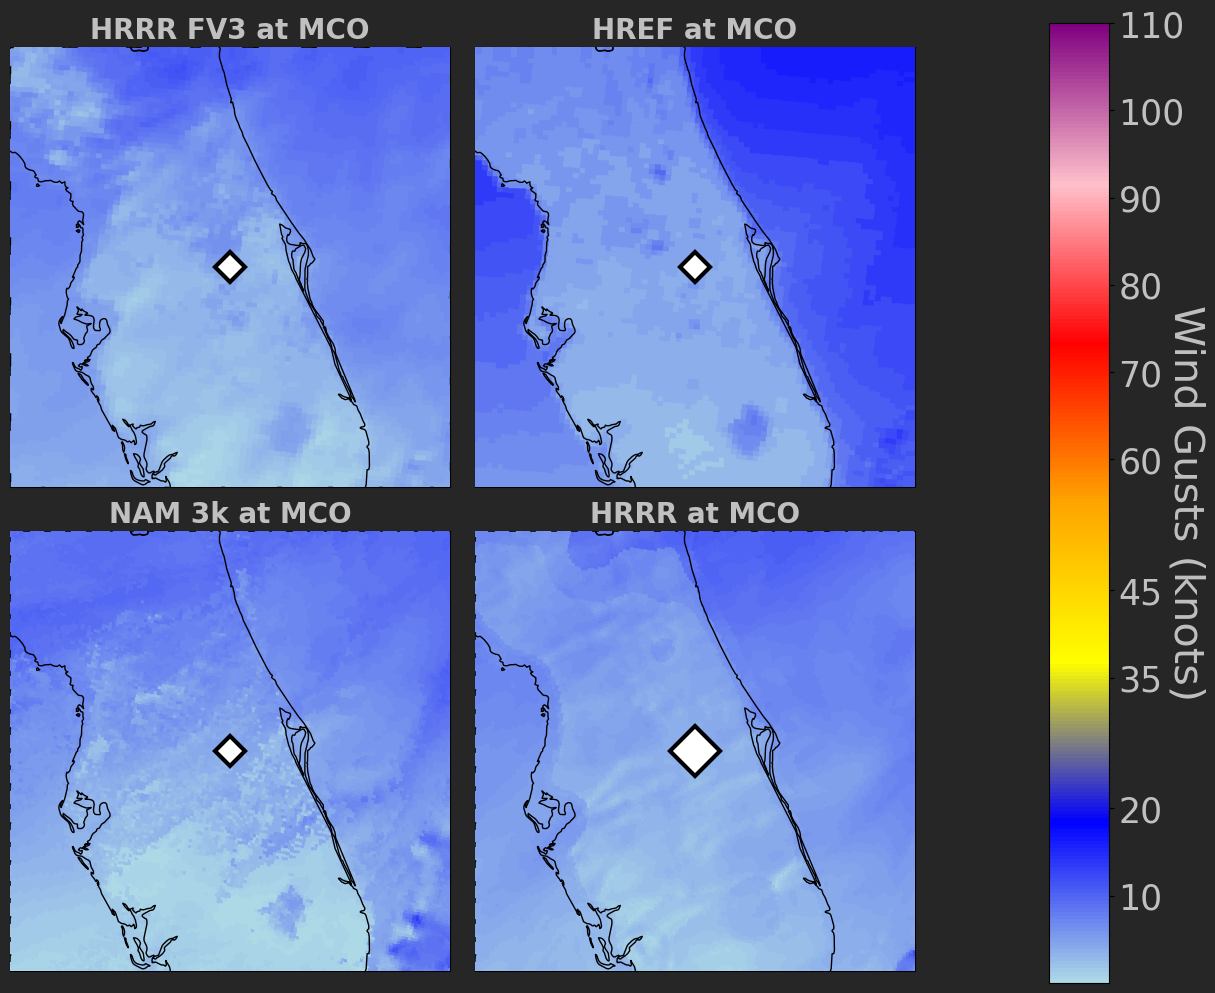 HRRR FV3 at MCO
HREF at MCO
NAM 3k at MCO
HRRR at MCO
110
100
90
80
70
60
45
35
20
10
Wind Gusts (knots)